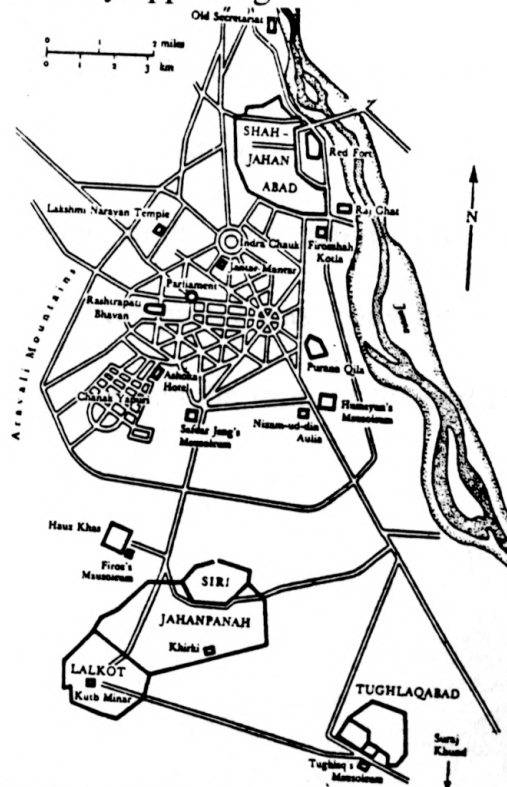 Old Secretariat
0 1 2 miles
0 1 2 3 km
SHAH-
JAHAN
ABAD
Red Fort
N
Lakshmi Narayan Temple
Raj Ghat
Indra Chauk
Firozshah
Kotla
Jantar Mantar
Parliament
Rashtrapati
Bhavan
Jumna
Aravali Mountains
Purana Qila
Ashoka
Hotel
Chanak Yapuri
Humayun's
Mausoleum
Safdar Jang's
Mausoleum
Nizam-ud-din
Aulia
Hauz Khas
Firoz's
Mausoleum
SIRI
JAHANPANAH
Khirki
LALKOT
Kutb Minar
TUGHLAQABAD
Suraj
Khund
Tughlaq's
Mausoleum